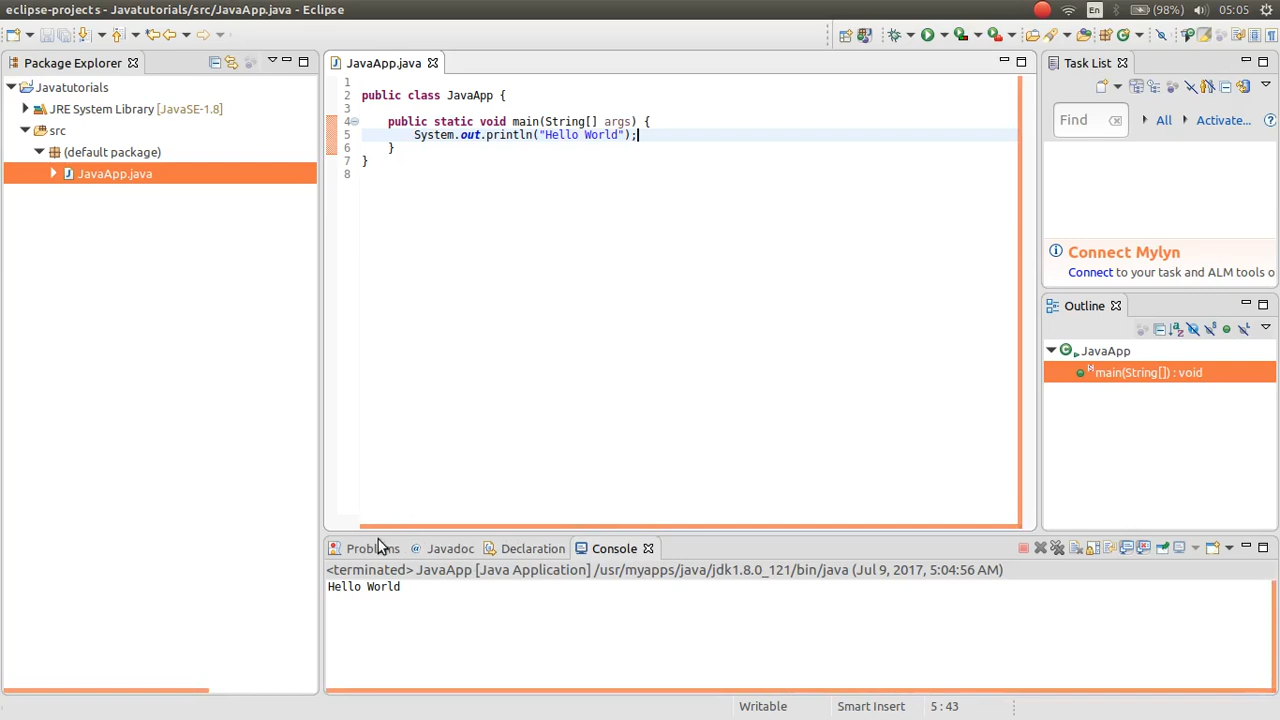 eclipse-projects - Javatutorials/src/JavaApp.java - Eclipse
En
(98%)
05:05
Package Explorer
Javatutorials
JRE System Library [JavaSE-1.8]
src
(default package)
JavaApp.java
JavaApp.java
1
2 public class JavaApp {
3
4 public static void main(String[] args) {
5 System.out.println("Hello World");
6 }
7 }
8
Task List
Find
All
Activate...
Connect Mylyn
Connect to your task and ALM tools o
Outline
JavaApp
main(String[]) : void
Problems
@ Javadoc
Declaration
Console
<terminated> JavaApp [Java Application] /usr/myapps/java/jdk1.8.0_121/bin/java (Jul 9, 2017, 5:04:56 AM)
Hello World
Writable
Smart Insert
5 : 43